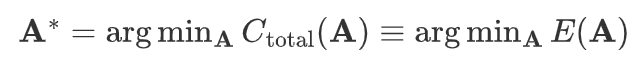 A* = arg min_A C_total(A) ≡ arg min_A E(A)